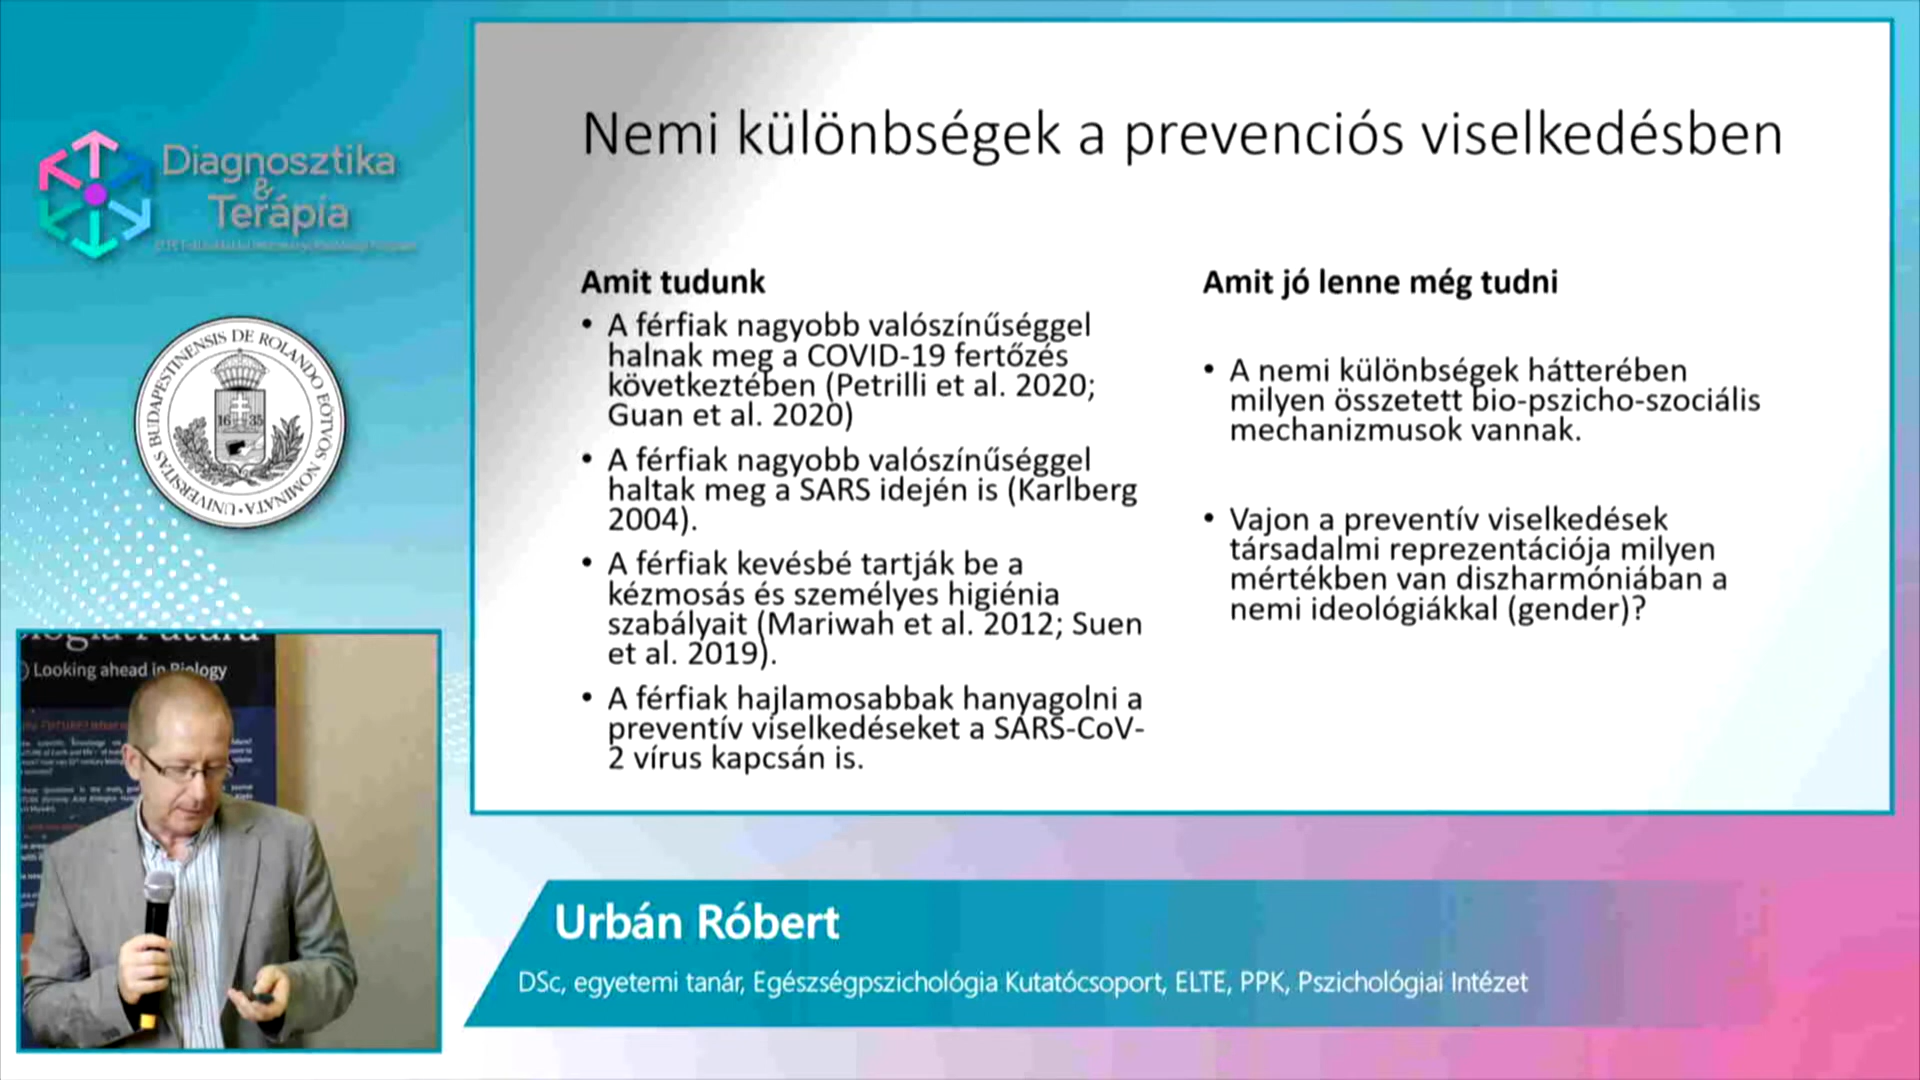 Diagnosztika
&
Terápia
UNIVERSITAS BUDAPESTINENSIS DE ROLANDO EÖTVÖS NOMINATA
16 35
Looking ahead in Biology
Nemi különbségek a prevenciós viselkedésben
Amit tudunk
• A férfiak nagyobb valószínűséggel
halnak meg a COVID-19 fertőzés
következtében (Petrilli et al. 2020;
Guan et al. 2020)
• A férfiak nagyobb valószínűséggel
haltak meg a SARS idején is (Karlberg
2004).
• A férfiak kevésbé tartják be a
kézmosás és személyes higiénia
szabályait (Mariwah et al. 2012; Suen
et al. 2019).
• A férfiak hajlamosabbak hanyagolni a
preventív viselkedéseket a SARS-CoV-
2 vírus kapcsán is.
Amit jó lenne még tudni
• A nemi különbségek hátterében
milyen összetett bio-pszicho-szociális
mechanizmusok vannak.
• Vajon a preventív viselkedések
társadalmi reprezentációja milyen
mértékben van diszharmóniában a
nemi ideológiákkal (gender)?
Urbán Róbert
DSc, egyetemi tanár, Egészségpszichológia Kutatócsoport, ELTE, PPK, Pszichológiai Intézet